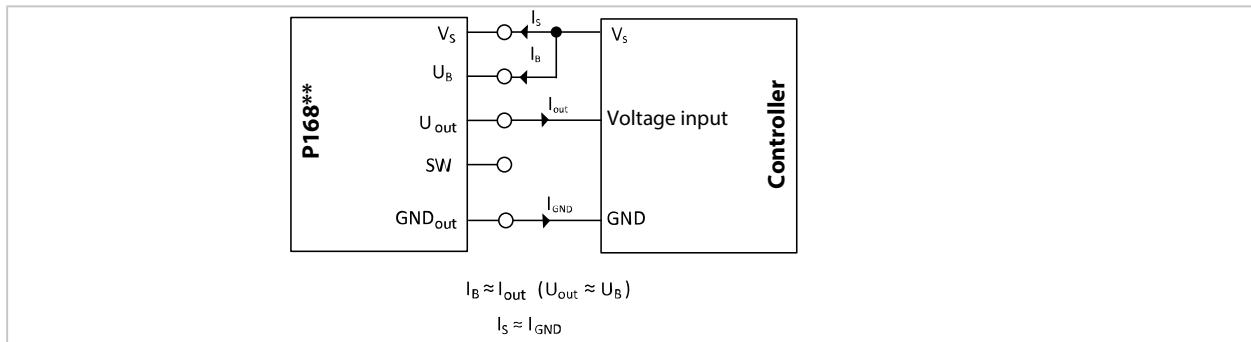 P168**
V_S
U_B
U_out
SW
GND_out
I_S
I_B
I_out
I_GND
V_S
Voltage input
GND
Controller
I_B ≈ I_out (U_out ≈ U_B)
I_S ≈ I_GND